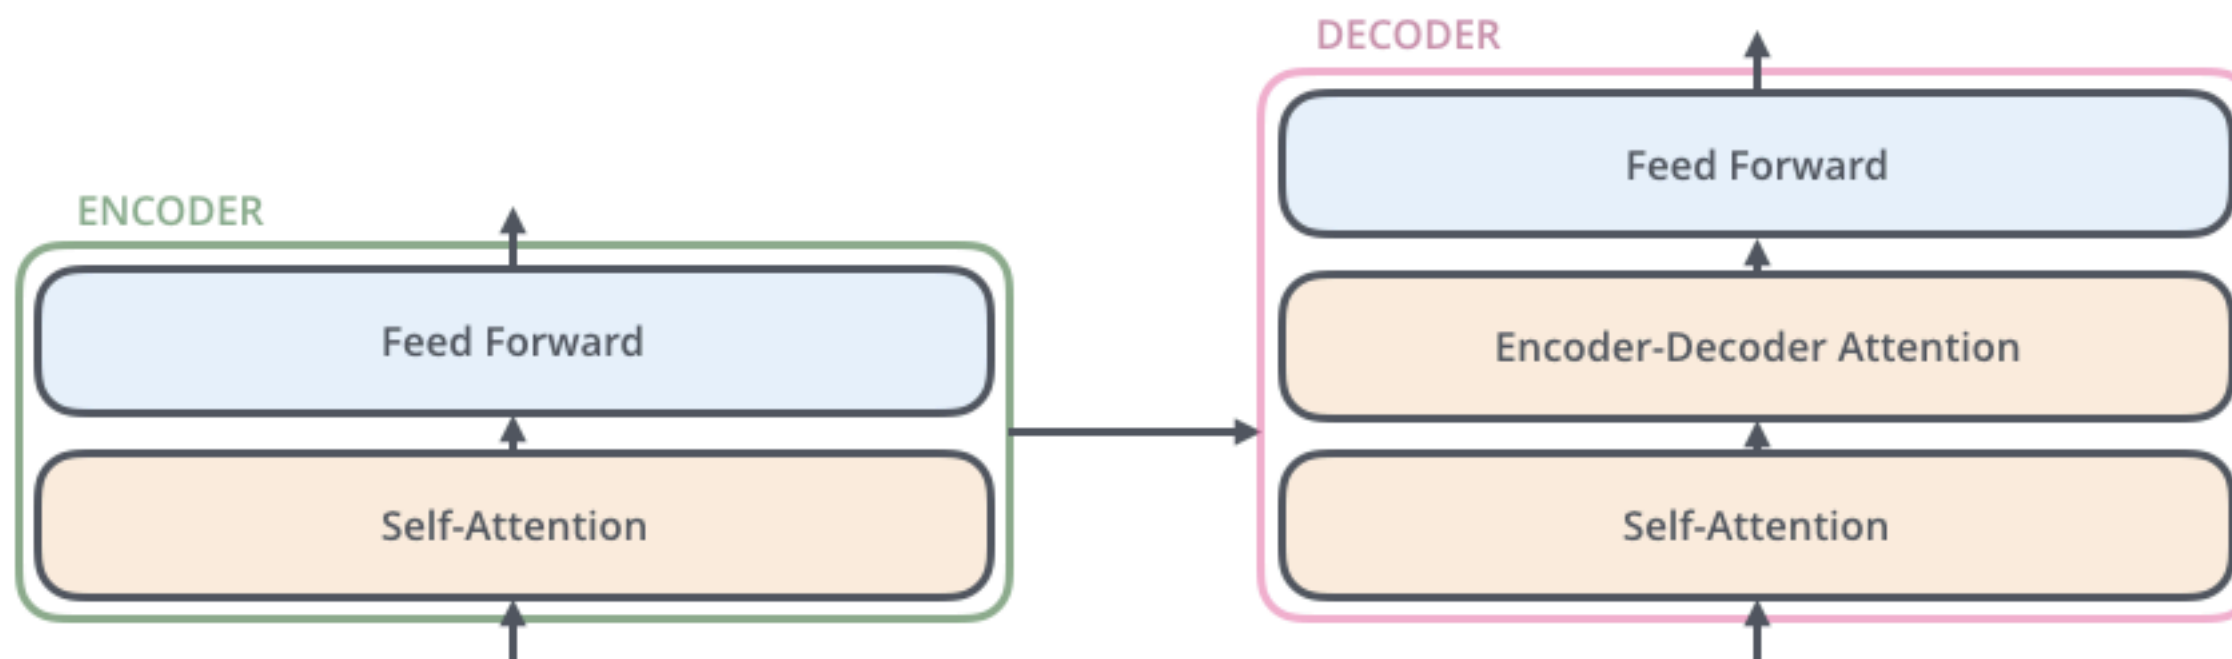 ENCODER
Feed Forward
Self-Attention
DECODER
Feed Forward
Encoder-Decoder Attention
Self-Attention